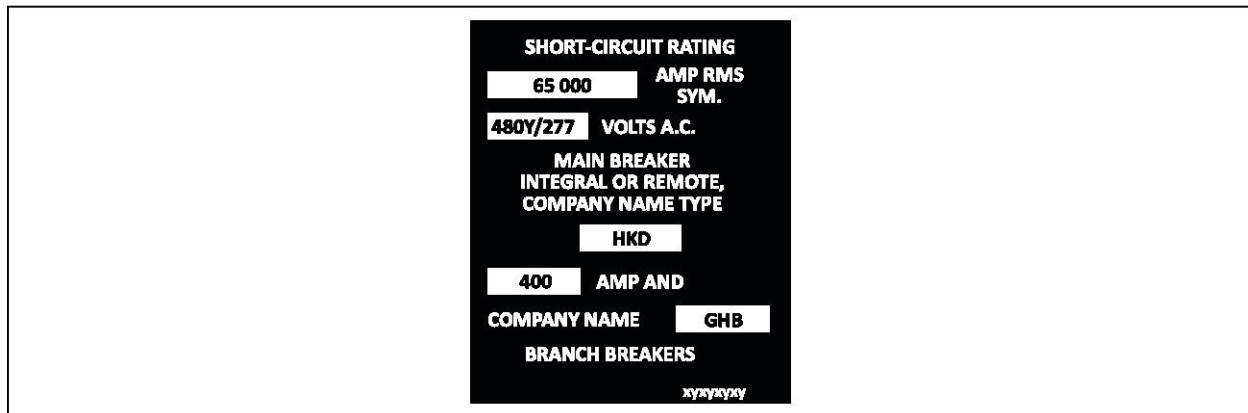 SHORT-CIRCUIT RATING
65 000 AMP RMS
SYM.
480Y/277 VOLTS A.C.
MAIN BREAKER
INTEGRAL OR REMOTE,
COMPANY NAME TYPE
HKD
400 AMP AND
COMPANY NAME GHB
BRANCH BREAKERS
xyxyxyxy